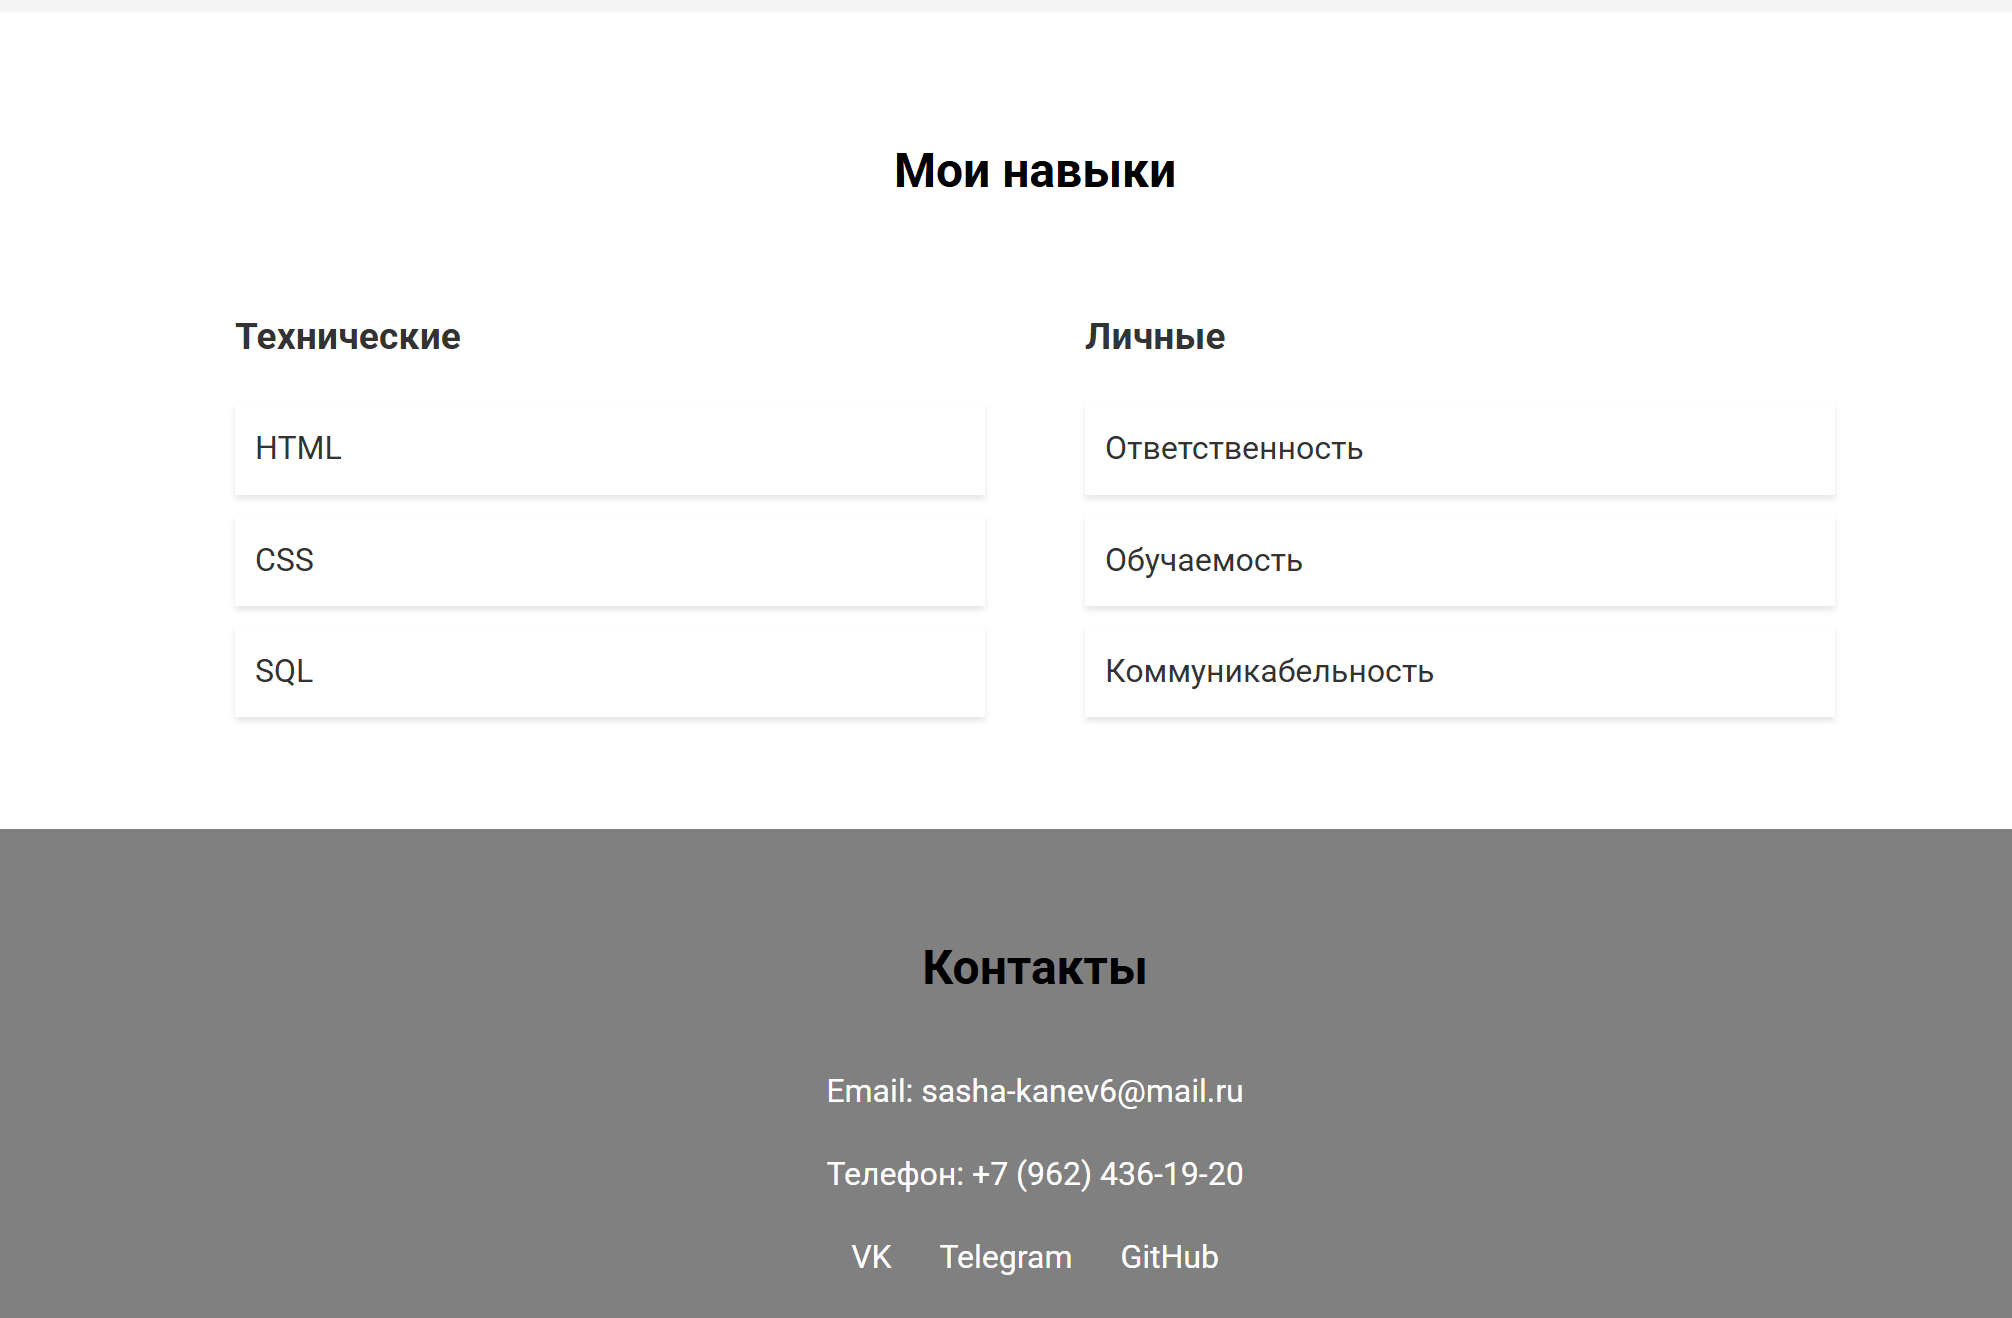 Мои навыки
Технические
HTML
CSS
SQL
Личные
Ответственность
Обучаемость
Коммуникабельность
Контакты
Email: sasha-kanev6@mail.ru
Телефон: +7 (962) 436-19-20
VK Telegram GitHub